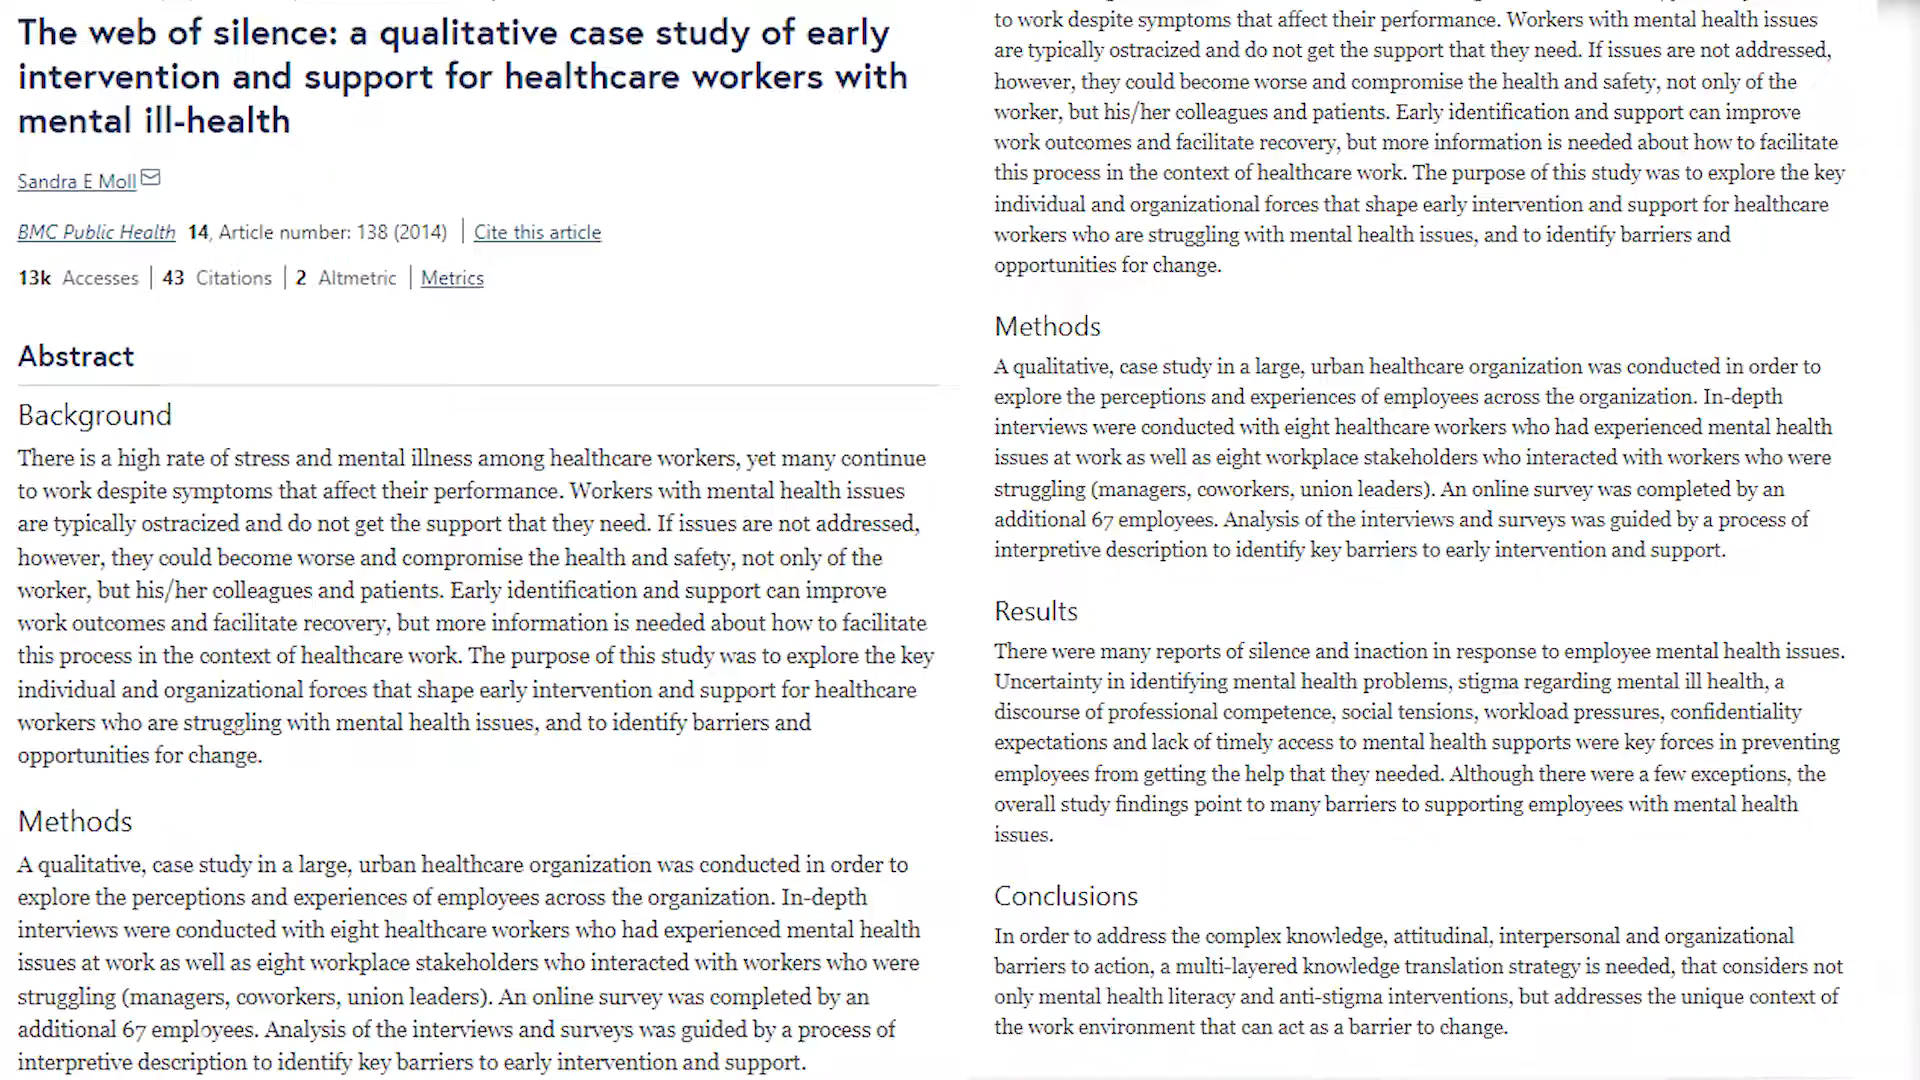 The web of silence: a qualitative case study of early
intervention and support for healthcare workers with
mental ill-health
Sandra E Moll
BMC Public Health 14, Article number: 138 (2014) | Cite this article
13k Accesses | 43 Citations | 2 Altmetric | Metrics
Abstract
Background
There is a high rate of stress and mental illness among healthcare workers, yet many continue
to work despite symptoms that affect their performance. Workers with mental health issues
are typically ostracized and do not get the support that they need. If issues are not addressed,
however, they could become worse and compromise the health and safety, not only of the
worker, but his/her colleagues and patients. Early identification and support can improve
work outcomes and facilitate recovery, but more information is needed about how to facilitate
this process in the context of healthcare work. The purpose of this study was to explore the key
individual and organizational forces that shape early intervention and support for healthcare
workers who are struggling with mental health issues, and to identify barriers and
opportunities for change.
Methods
A qualitative, case study in a large, urban healthcare organization was conducted in order to
explore the perceptions and experiences of employees across the organization. In-depth
interviews were conducted with eight healthcare workers who had experienced mental health
issues at work as well as eight workplace stakeholders who interacted with workers who were
struggling (managers, coworkers, union leaders). An online survey was completed by an
additional 67 employees. Analysis of the interviews and surveys was guided by a process of
interpretive description to identify key barriers to early intervention and support.
to work despite symptoms that affect their performance. Workers with mental health issues
are typically ostracized and do not get the support that they need. If issues are not addressed,
however, they could become worse and compromise the health and safety, not only of the
worker, but his/her colleagues and patients. Early identification and support can improve
work outcomes and facilitate recovery, but more information is needed about how to facilitate
this process in the context of healthcare work. The purpose of this study was to explore the key
individual and organizational forces that shape early intervention and support for healthcare
workers who are struggling with mental health issues, and to identify barriers and
opportunities for change.
Methods
A qualitative, case study in a large, urban healthcare organization was conducted in order to
explore the perceptions and experiences of employees across the organization. In-depth
interviews were conducted with eight healthcare workers who had experienced mental health
issues at work as well as eight workplace stakeholders who interacted with workers who were
struggling (managers, coworkers, union leaders). An online survey was completed by an
additional 67 employees. Analysis of the interviews and surveys was guided by a process of
interpretive description to identify key barriers to early intervention and support.
Results
There were many reports of silence and inaction in response to employee mental health issues.
Uncertainty in identifying mental health problems, stigma regarding mental ill health, a
discourse of professional competence, social tensions, workload pressures, confidentiality
expectations and lack of timely access to mental health supports were key forces in preventing
employees from getting the help that they needed. Although there were a few exceptions, the
overall study findings point to many barriers to supporting employees with mental health
issues.
Conclusions
In order to address the complex knowledge, attitudinal, interpersonal and organizational
barriers to action, a multi-layered knowledge translation strategy is needed, that considers not
only mental health literacy and anti-stigma interventions, but addresses the unique context of
the work environment that can act as a barrier to change.